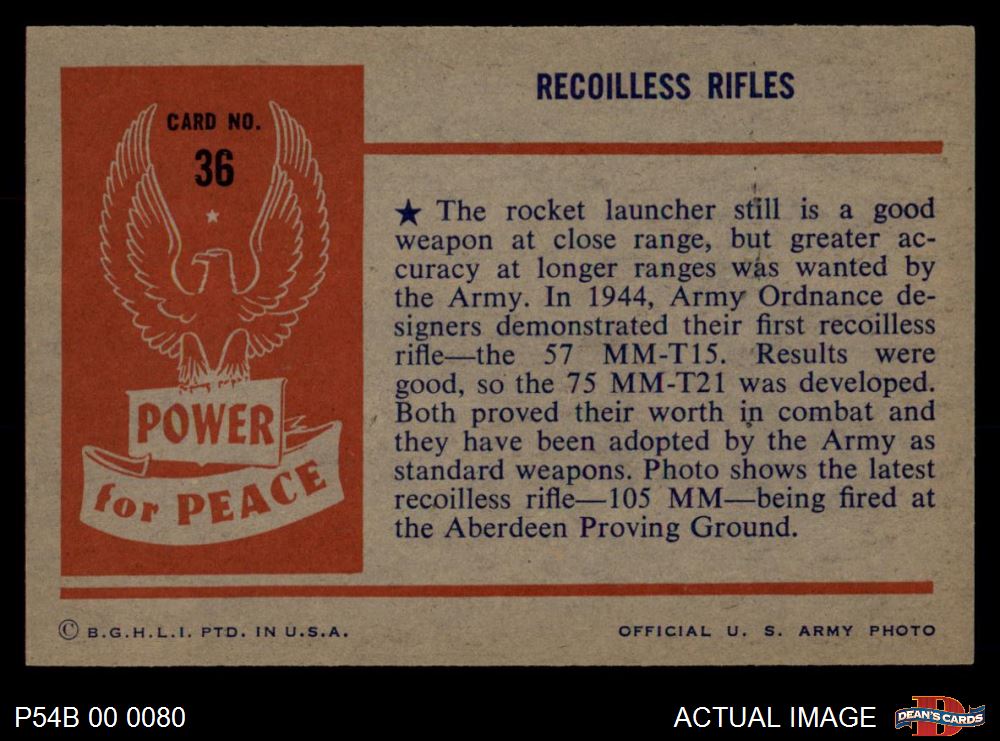 CARD NO.
36
POWER
for PEACE
RECOILLESS RIFLES
★ The rocket launcher still is a good
weapon at close range, but greater ac-
curacy at longer ranges was wanted by
the Army. In 1944, Army Ordnance de-
signers demonstrated their first recoilless
rifle—the 57 MM-T15. Results were
good, so the 75 MM-T21 was developed.
Both proved their worth in combat and
they have been adopted by the Army as
standard weapons. Photo shows the latest
recoilless rifle—105 MM—being fired at
the Aberdeen Proving Ground.
© B.G.H.L.I. PTD. IN U.S.A.
OFFICIAL U. S. ARMY PHOTO
P54B 00 0080
ACTUAL IMAGE
D
DEAN'S CARDS